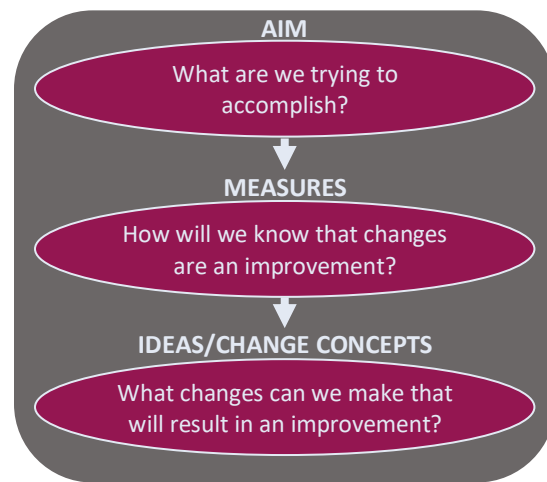 AIM
What are we trying to
accomplish?
MEASURES
How will we know that changes
are an improvement?
IDEAS/CHANGE CONCEPTS
What changes can we make that
will result in an improvement?